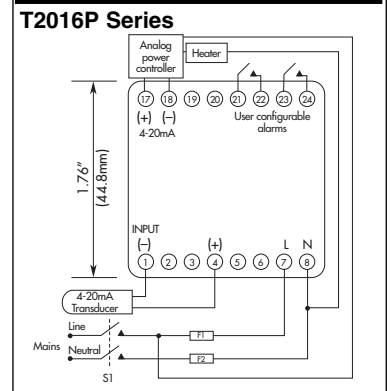 T2016P Series
Analog
power
controller
Heater
17 18 19 20 21 22 23 24
(+) (–)
4-20mA
User configurable
alarms
1.76"
(44.8mm)
INPUT
(–) (+) L N
1 2 3 4 5 6 7 8
4-20mA
Transducer
Line
Mains
Neutral
F1
F2
S1